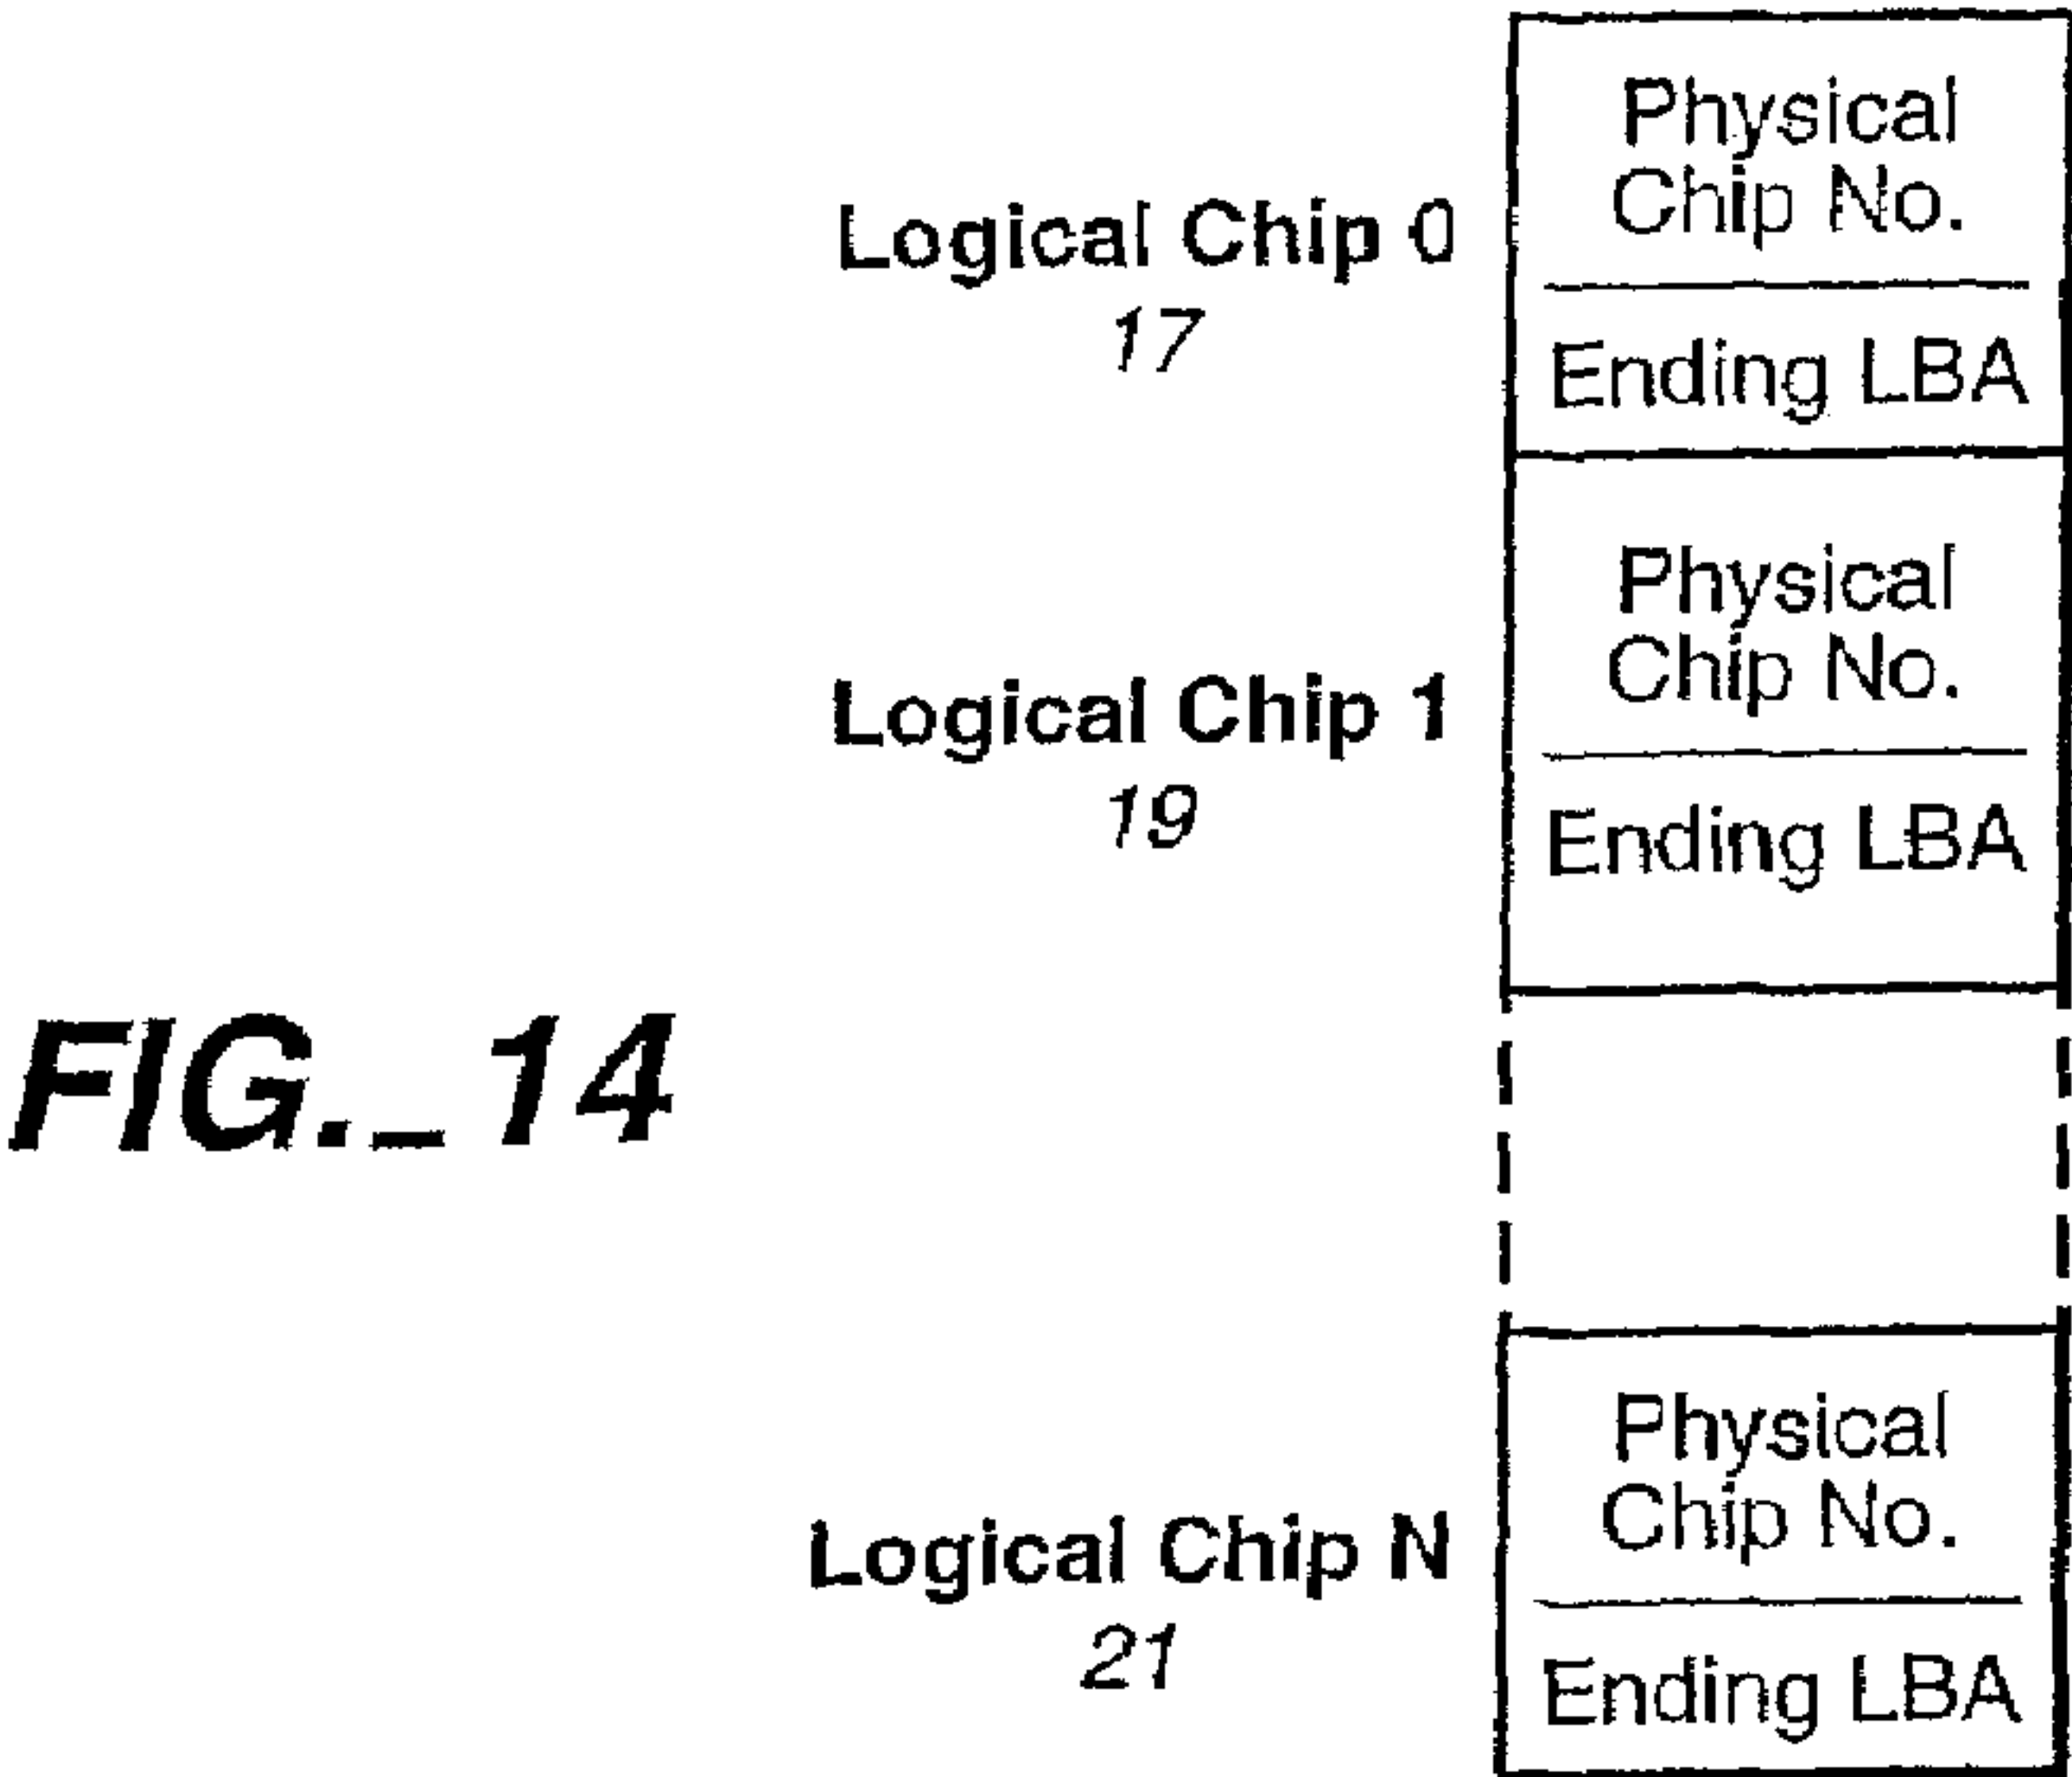 Physical
Chip No.
Logical Chip 0
17
Ending LBA
Physical
Chip No.
Logical Chip 1
19
Ending LBA
FIG._14
Physical
Chip No.
Logical Chip N
21
Ending LBA